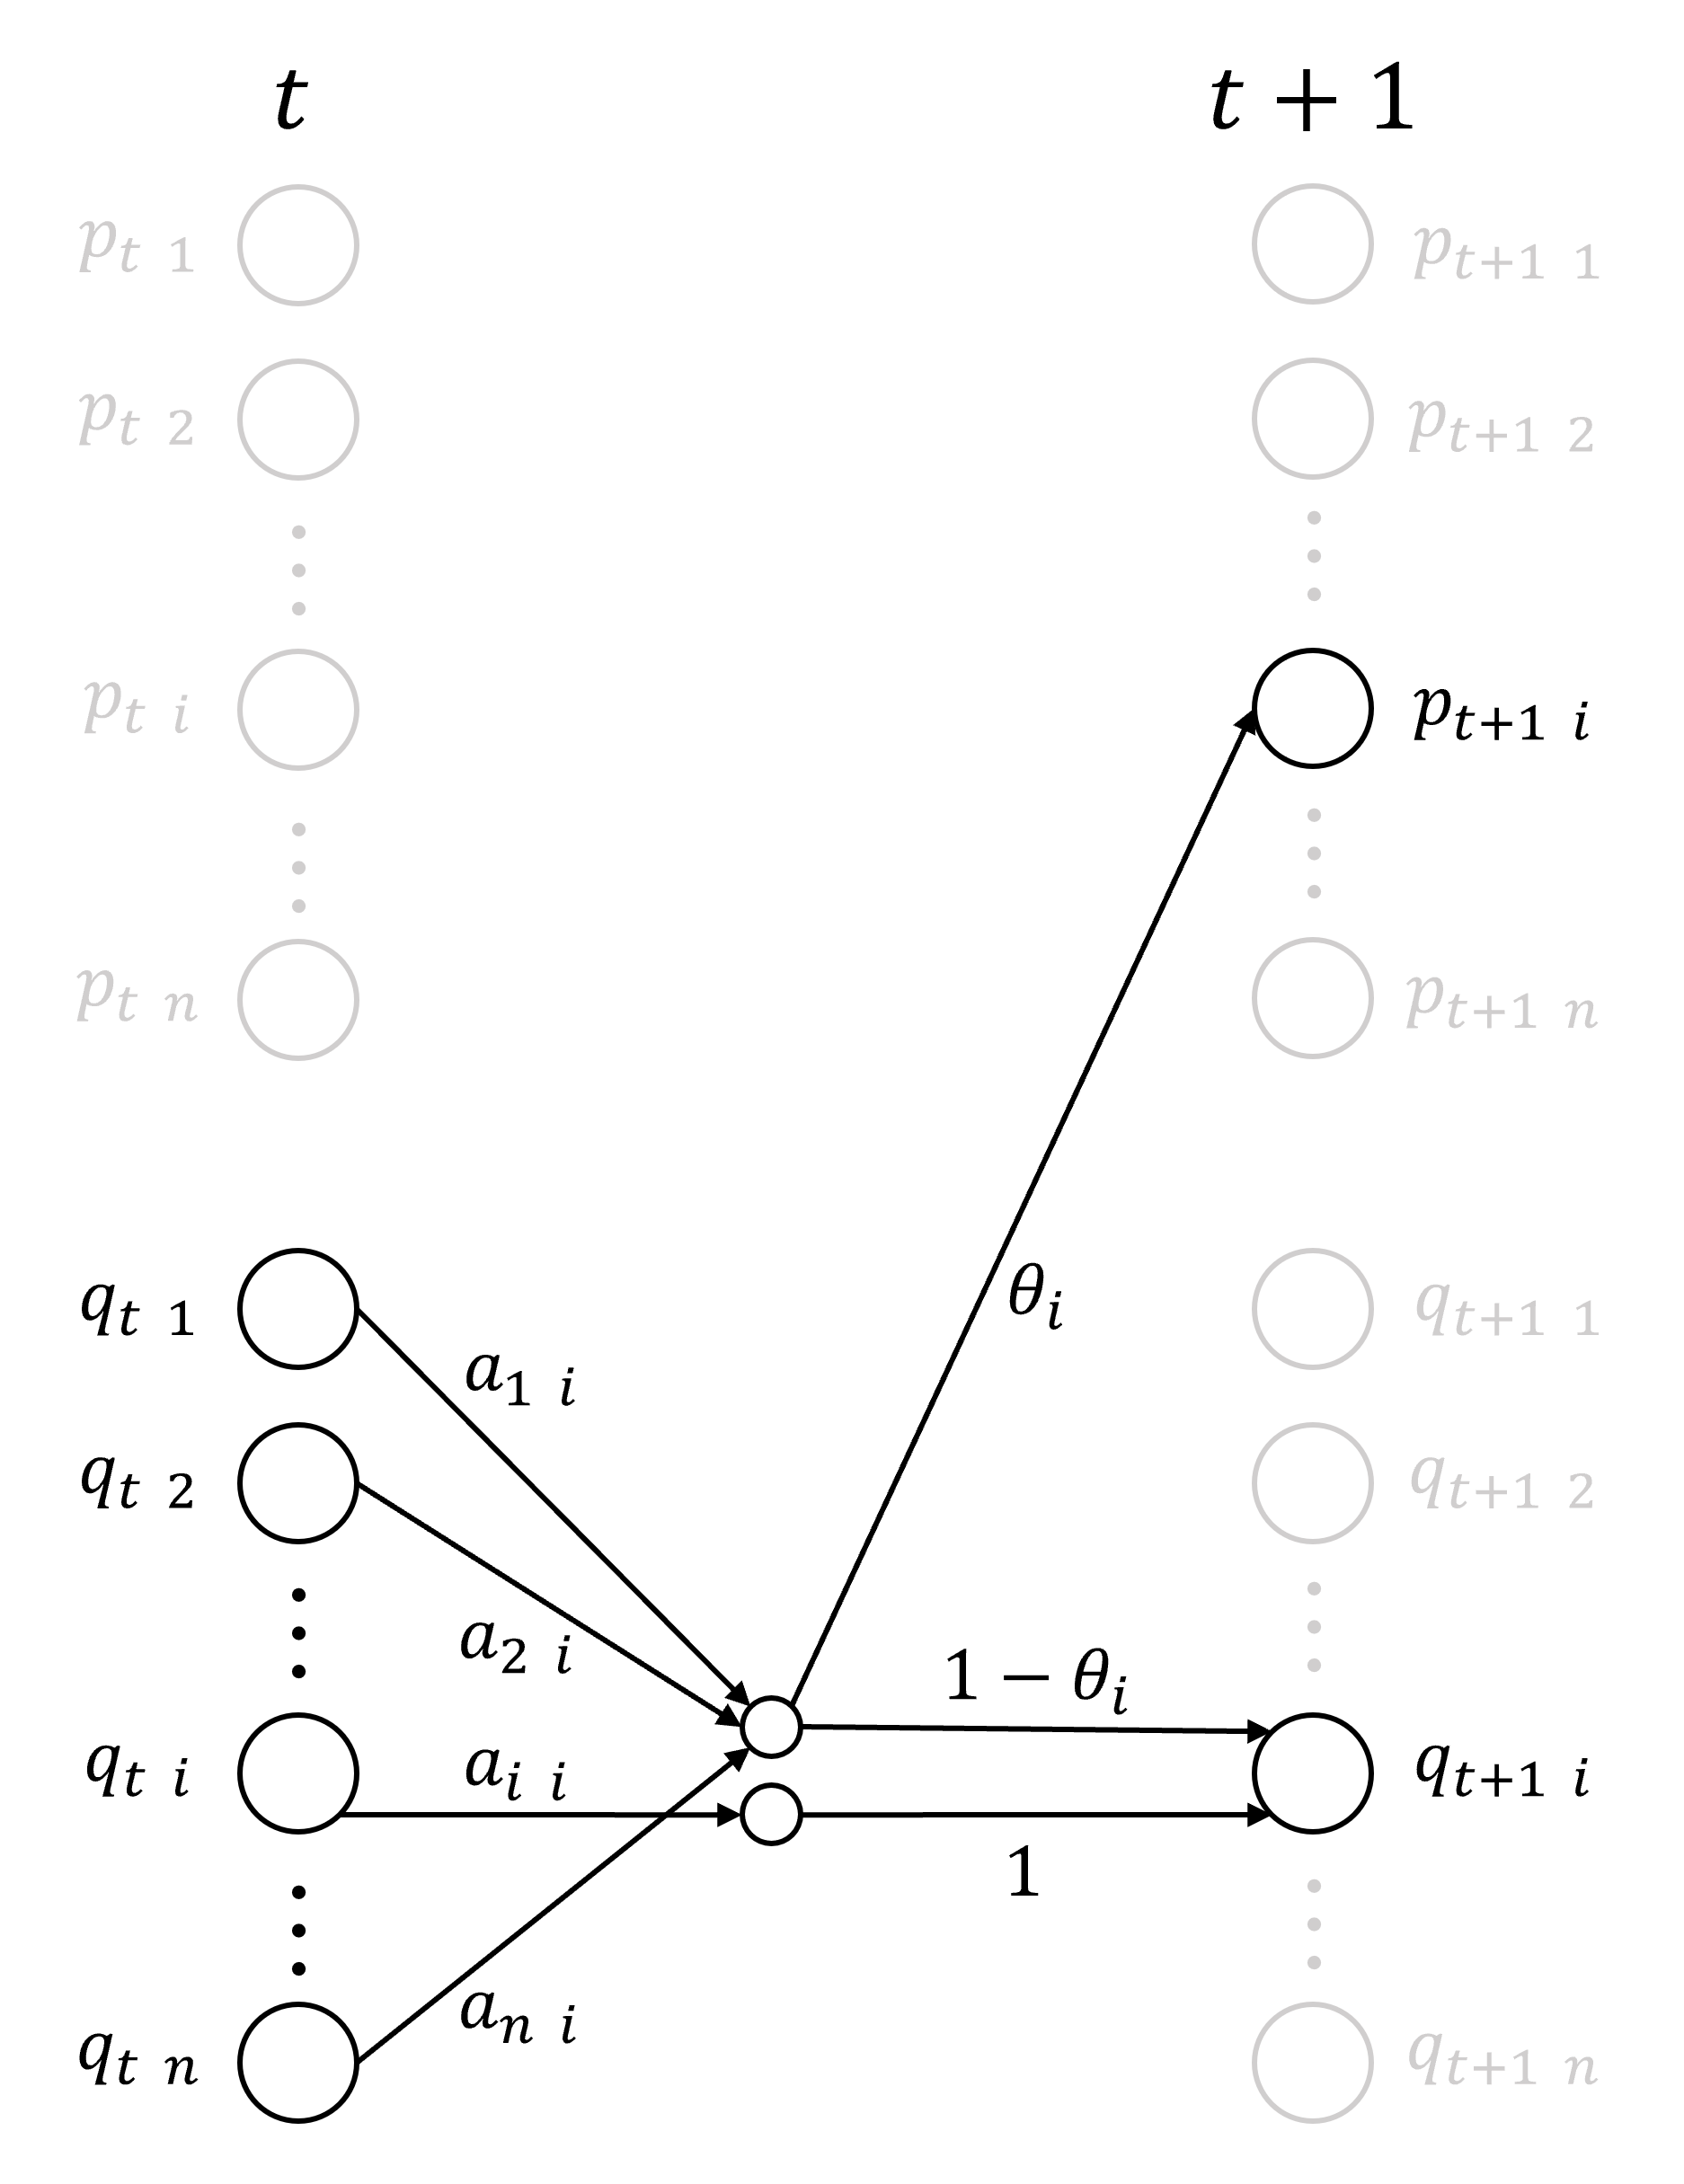 t t + 1
p_{t 1} p_{t+1 1}
p_{t 2} p_{t+1 2}
p_{t i} p_{t+1 i}
p_{t n} p_{t+1 n}
θ_i
q_{t 1} q_{t+1 1}
a_{1 i}
q_{t 2} q_{t+1 2}
a_{2 i} 1 − θ_i
q_{t i} a_{i i} q_{t+1 i}
1
a_{n i}
q_{t n} q_{t+1 n}